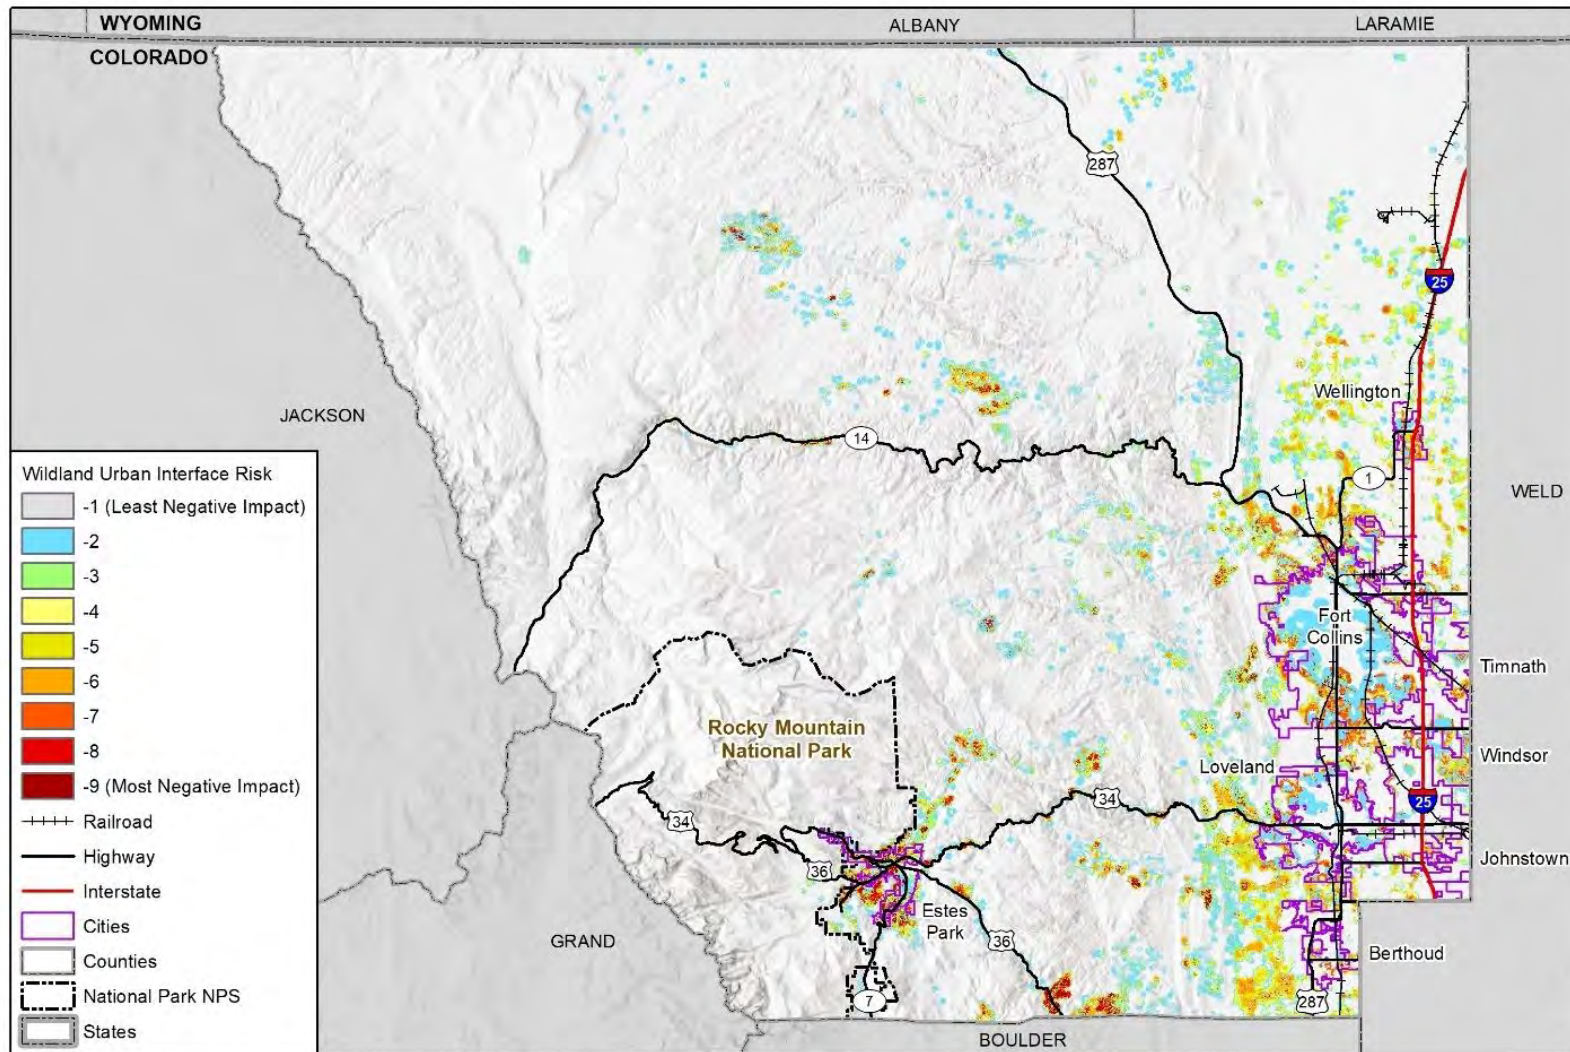 WYOMING
ALBANY
LARAMIE
COLORADO
287
25
Wellington
JACKSON
14
1
WELD
Wildland Urban Interface Risk
-1 (Least Negative Impact)
-2
-3
-4
-5
-6
-7
-8
-9 (Most Negative Impact)
Railroad
Highway
Interstate
Cities
Counties
National Park NPS
States
Fort
Collins
Timnath
Rocky Mountain
National Park
Windsor
Loveland
34
25
34
Johnstown
36
Estes
Park
36
GRAND
Berthoud
7
287
BOULDER